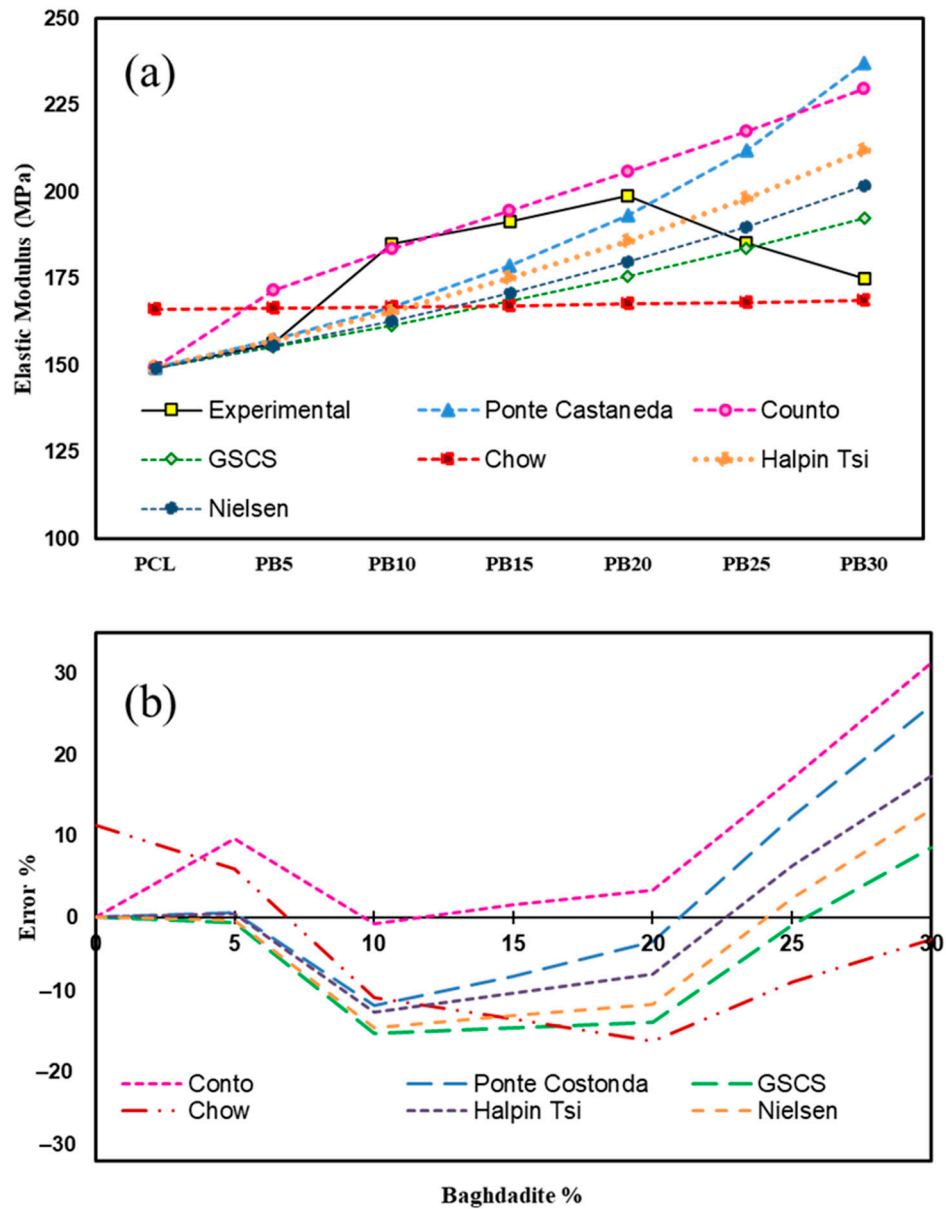 (a)
Elastic Modulus (MPa)
250
225
200
175
150
125
100
Experimental Ponte Castaneda Counto
GSCS Chow Halpin Tsi
Nielsen
PCL PB5 PB10 PB15 PB20 PB25 PB30
(b)
Error %
30
20
10
0
–10
–20
–30
0 5 10 15 20 25 30
Conto Ponte Costonda GSCS
Chow Halpin Tsi Nielsen
Baghdadite %